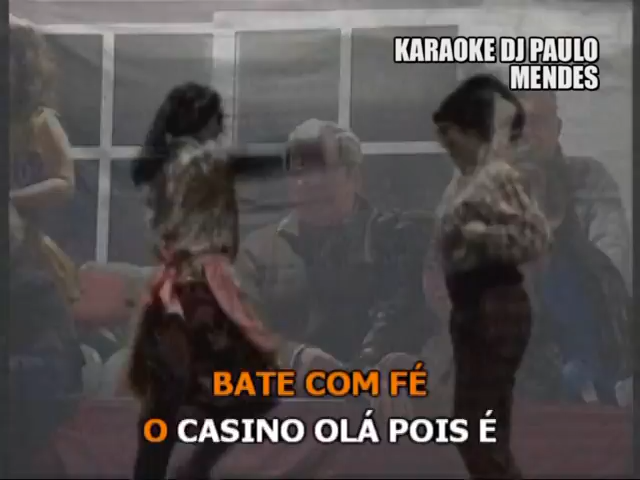 KARAOKE DJ PAULO
MENDES
BATE COM FÉ
O CASINO OLÁ POIS É